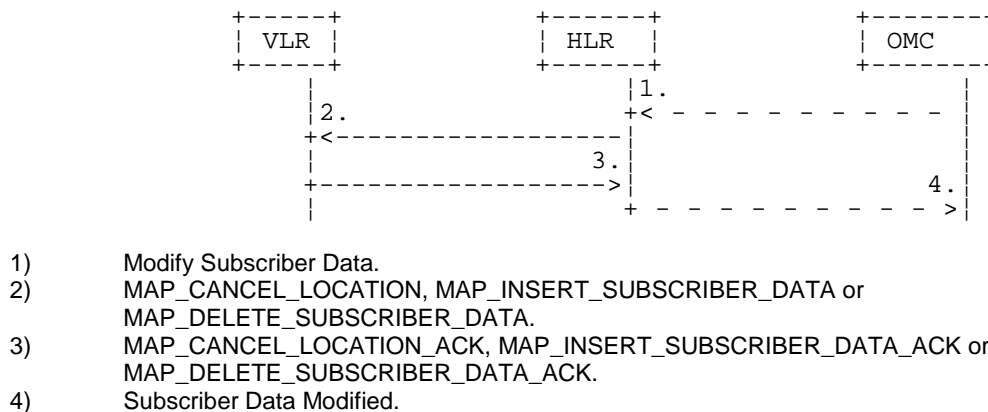 VLR HLR OMC
1.
2.
3.
4.
1) Modify Subscriber Data.
2) MAP_CANCEL_LOCATION, MAP_INSERT_SUBSCRIBER_DATA or
MAP_DELETE_SUBSCRIBER_DATA.
3) MAP_CANCEL_LOCATION_ACK, MAP_INSERT_SUBSCRIBER_DATA_ACK or
MAP_DELETE_SUBSCRIBER_DATA_ACK.
4) Subscriber Data Modified.